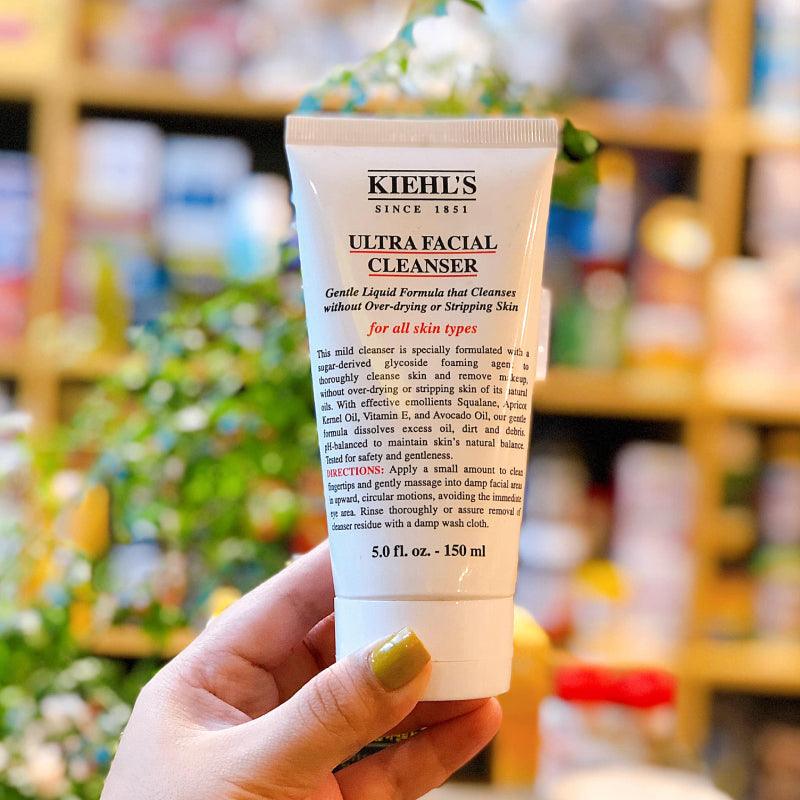 KIEHL'S
SINCE 1851
ULTRA FACIAL
CLEANSER
Gentle Liquid Formula that Cleanses
without Over-drying or Stripping Skin
for all skin types
This mild cleanser is specially formulated with a
sugar-derived glycoside foaming agent to
thoroughly cleanse skin and remove makeup,
without over-drying or stripping skin of its natural
oils. With effective emollients Squalane, Apricot
Kernel Oil, Vitamin E, and Avocado Oil, our gentle
formula dissolves excess oil, dirt and debris.
pH-balanced to maintain skin's natural balance.
Tested for safety and gentleness.
DIRECTIONS: Apply a small amount to clean
fingertips and gently massage into damp facial areas
in upward, circular motions, avoiding the immediate
eye area. Rinse thoroughly or assure removal of
cleanser residue with a damp wash cloth.
5.0 fl. oz. - 150 ml